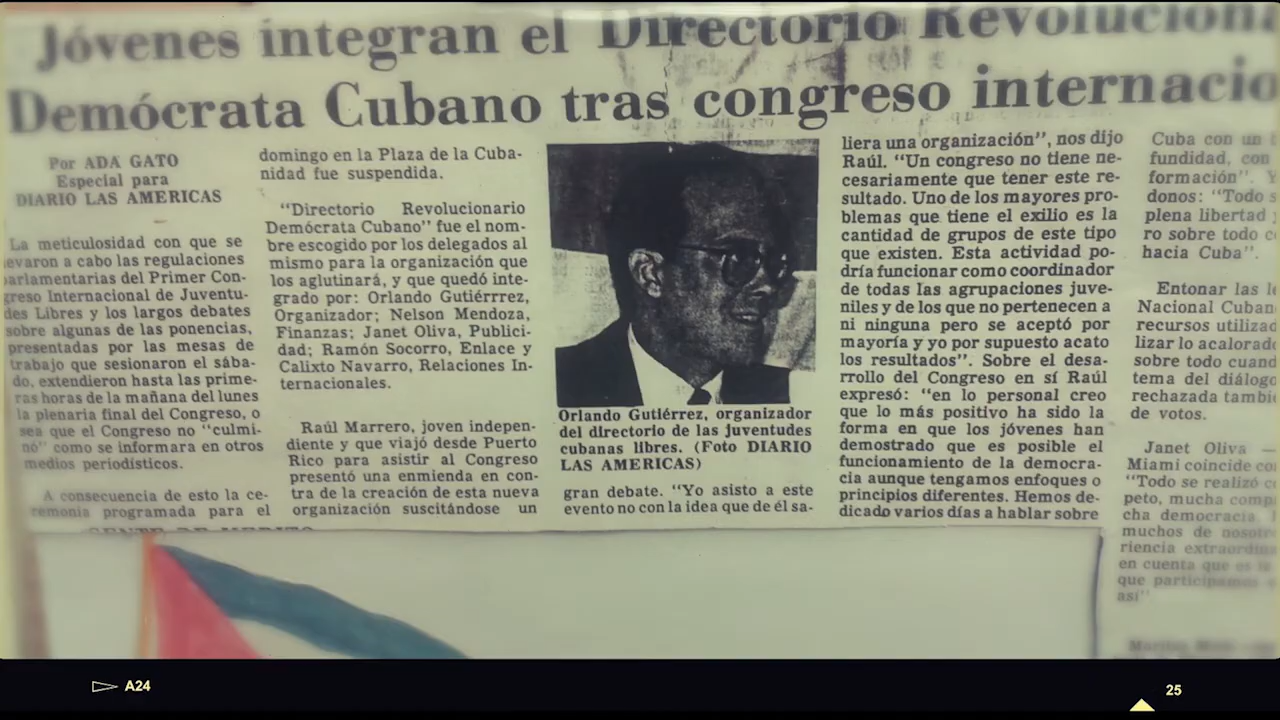 Jóvenes integran el Directorio Revoluciona
Demócrata Cubano tras congreso internacio
Por ADA GATO
Especial para
DIARIO LAS AMERICAS
La meticulosidad con que se
evaron a cabo las regulaciones
arlamentarias del Primer Con-
greso Internacional de Juventu-
des Libres y los largos debates
sobre algunas de las ponencias,
presentadas por las mesas de
trabajo que sesionaron el sába-
do, extendieron hasta las prime-
ras horas de la mañana del lunes
la plenaria final del Congreso, o
sea que el Congreso no "culmi-
nó" como se informara en otros
medios periodísticos.
A consecuencia de esto la ce-
remonia programada para el
domingo en la Plaza de la Cuba-
nidad fue suspendida.
"Directorio Revolucionario
Demócrata Cubano" fue el nom-
bre escogido por los delegados al
mismo para la organización que
los aglutinará, y que quedó inte-
grado por: Orlando Gutiérrrez,
Organizador; Nelson Mendoza,
Finanzas; Janet Oliva, Publici-
dad; Ramón Socorro, Enlace y
Calixto Navarro, Relaciones In-
ternacionales.
Raúl Marrero, joven indepen-
diente y que viajó desde Puerto
Rico para asistir al Congreso
presentó una enmienda en con-
tra de la creación de esta nueva
organización suscitándose un
Orlando Gutiérrez, organizador
del directorio de las juventudes
cubanas libres. (Foto DIARIO
LAS AMERICAS)
gran debate. "Yo asisto a este
evento no con la idea que de él sa-
liera una organización", nos dijo
Raúl. "Un congreso no tiene ne-
cesariamente que tener este re-
sultado. Uno de los mayores pro-
blemas que tiene el exilio es la
cantidad de grupos de este tipo
que existen. Esta actividad po-
dría funcionar como coordinador
de todas las agrupaciones juve-
niles y de los que no pertenecen a
ni ninguna pero se aceptó por
mayoría y yo por supuesto acato
los resultados". Sobre el desa-
rrollo del Congreso en sí Raúl
expresó: "en lo personal creo
que lo más positivo ha sido la
forma en que los jóvenes han
demostrado que es posible el
funcionamiento de la democra-
cia aunque tengamos enfoques o
principios diferentes. Hemos de-
dicado varios días a hablar sobre
Cuba con un
fundidad, con
formación". Y
donos: "Todo s
plena libertad
ro sobre todo c
hacia Cuba".
Entonar las
Nacional Cuban
recursos utilizad
lizar lo acalorad
sobre todo cuand
tema del diálogo
rechazada tambi
de votos.
Janet Oliva —
Miami coincide co
"Todo se realizó c
peto, mucha comp
cha democracia.
muchos de nosotr
riencia extraordin
en cuenta que es
que participamos
así"
GENTE DE MERITO
A24
25